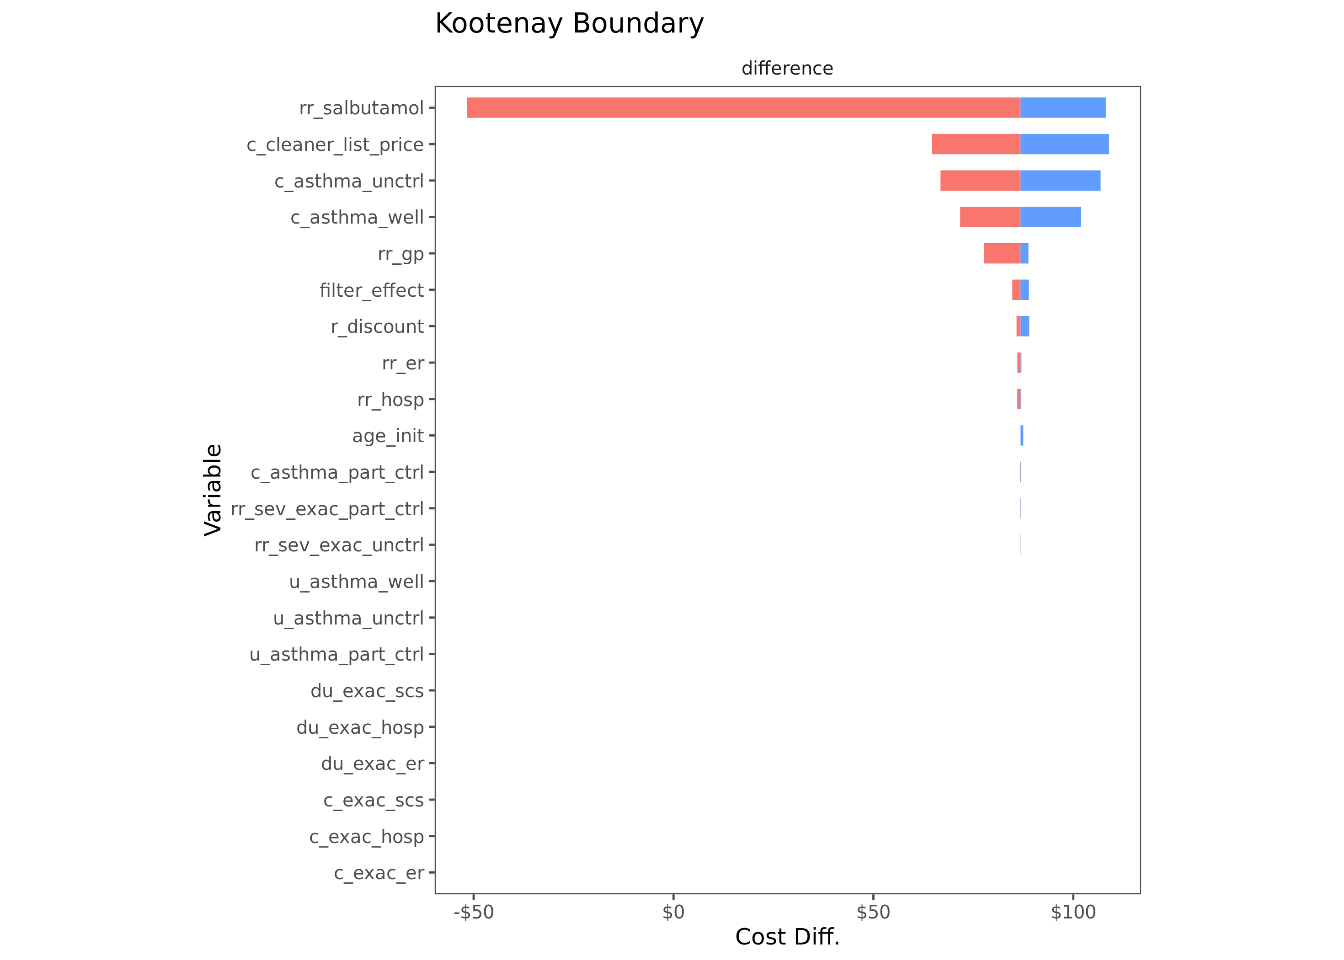 Kootenay Boundary
difference
rr_salbutamol
c_cleaner_list_price
c_asthma_unctrl
c_asthma_well
rr_gp
filter_effect
r_discount
rr_er
rr_hosp
age_init
c_asthma_part_ctrl
rr_sev_exac_part_ctrl
rr_sev_exac_unctrl
u_asthma_well
u_asthma_unctrl
u_asthma_part_ctrl
du_exac_scs
du_exac_hosp
du_exac_er
c_exac_scs
c_exac_hosp
c_exac_er
Variable
-$50 $0 $50 $100
Cost Diff.